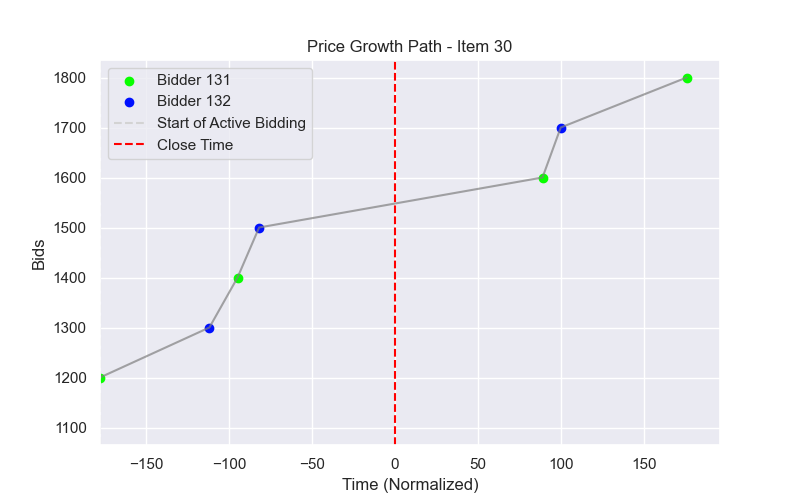 Price Growth Path - Item 30
Bidder 131
Bidder 132
Start of Active Bidding
Close Time
1800
1700
1600
1500
1400
1300
1200
1100
Bids
−150 −100 −50 0 50 100 150
Time (Normalized)